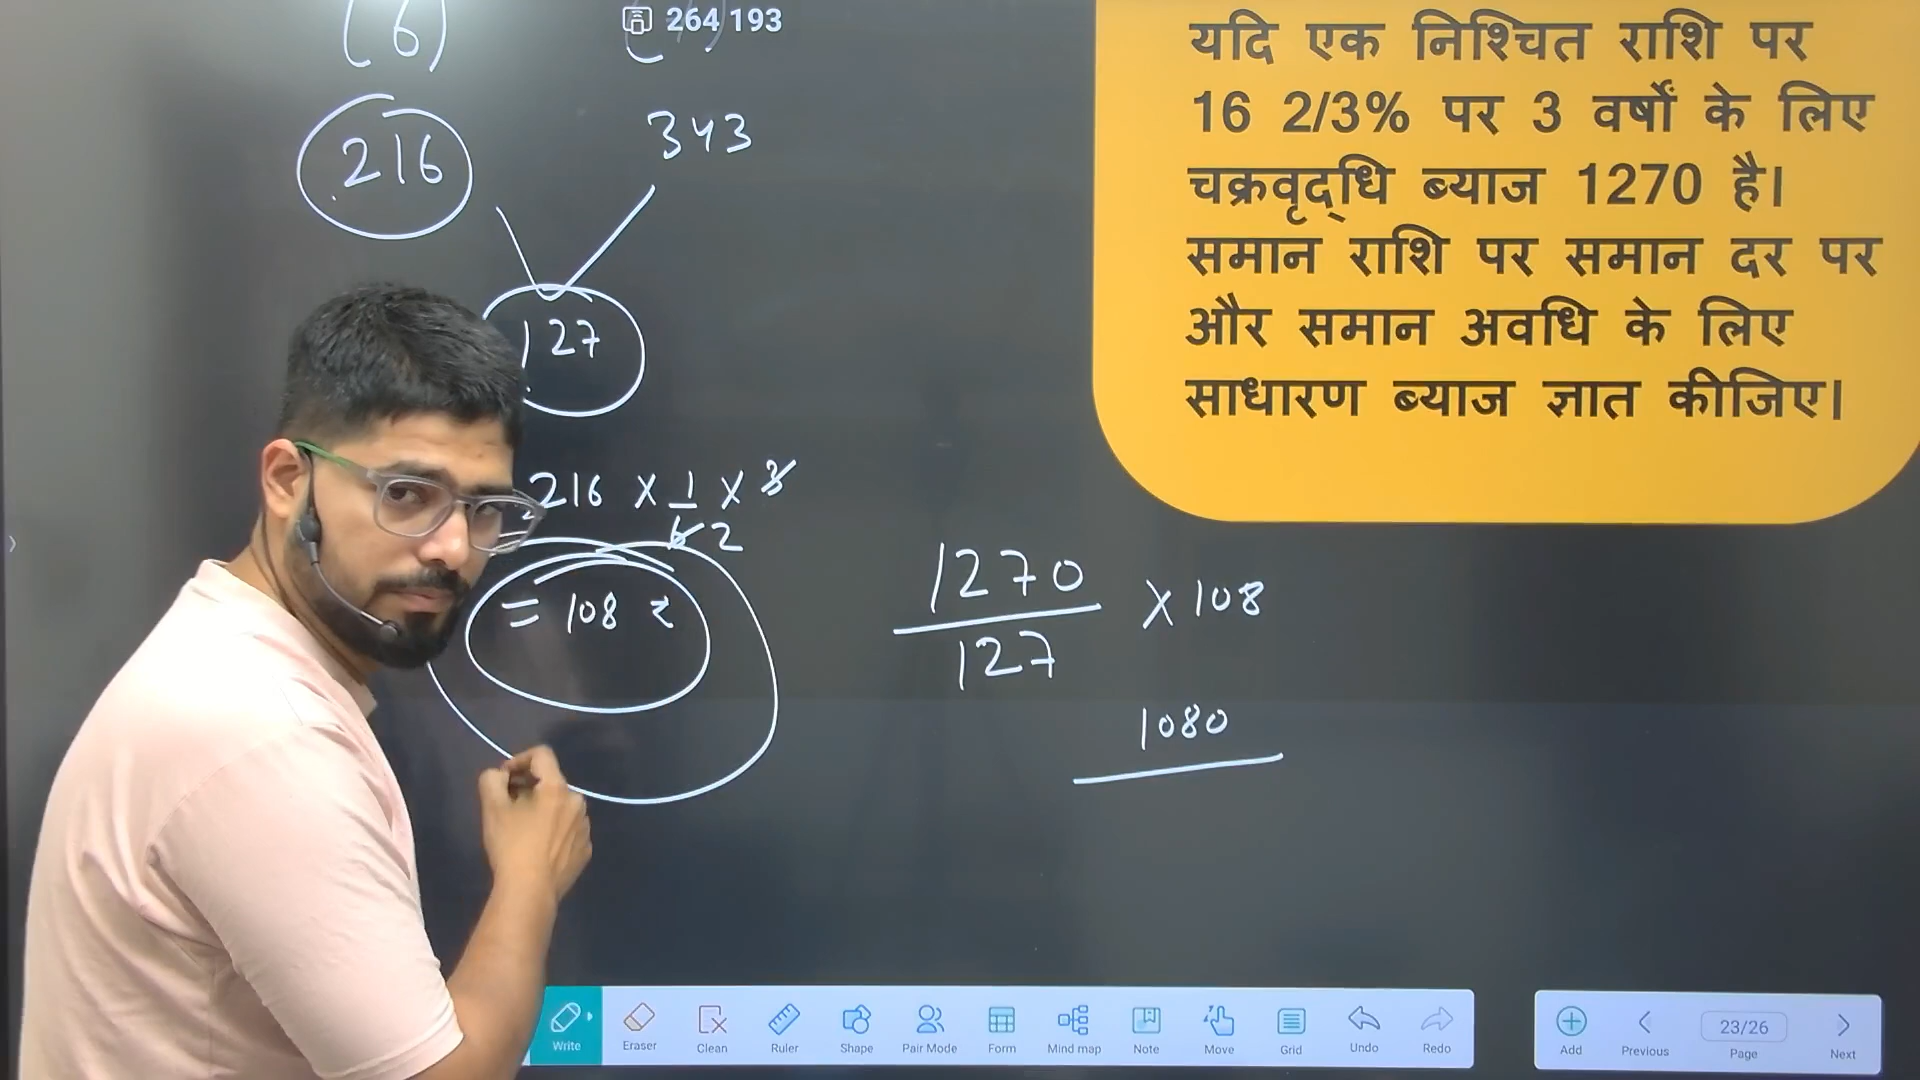 (6)
264 193
216
343
127
216 × 1/6 × 3
2
= 108 ₹
यदि एक निश्चित राशि पर
16 2/3% पर 3 वर्षों के लिए
चक्रवृद्धि ब्याज 1270 है।
समान राशि पर समान दर पर
और समान अवधि के लिए
साधारण ब्याज ज्ञात कीजिए।
1270/127 × 108
1080
Write
Eraser
Clean
Ruler
Shape
Pair Mode
Form
Mind map
Note
Move
Grid
Undo
Redo
Add
Previous
23/26
Page
Next